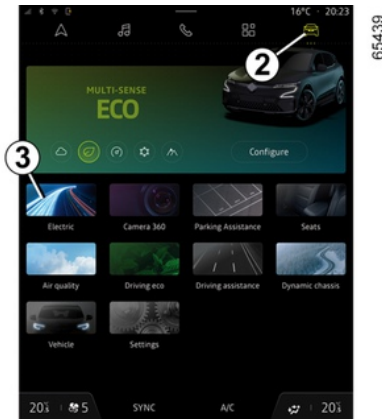 16°C · 20:23
2
65439
MULTI-SENSE
ECO
Configure
3
Electric
Camera 360
Parking Assistance
Seats
Air quality
Driving eco
Driving assistance
Dynamic chassis
Vehicle
Settings
5
SYNC
A/C